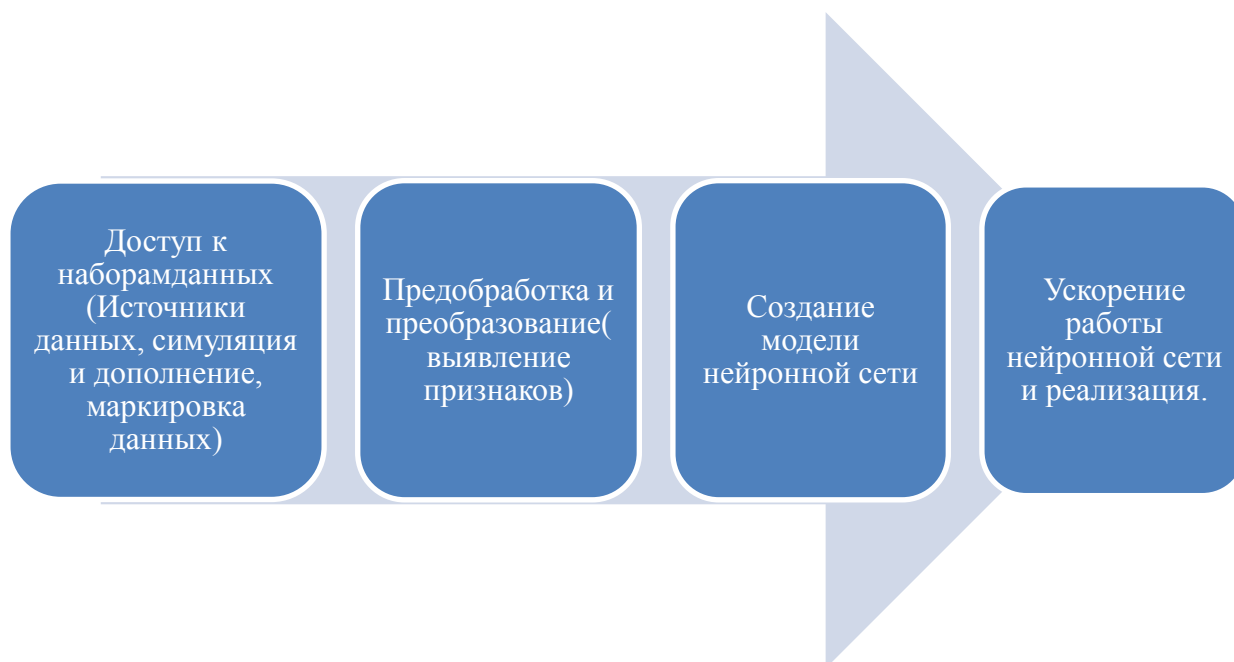 Доступ к
наборамданных
(Источники
данных, симуляция
и дополнение,
маркировка
данных)
Предобработка и
преобразование(
выявление
признаков)
Создание
модели
нейронной сети
Ускорение
работы
нейронной сети
и реализация.